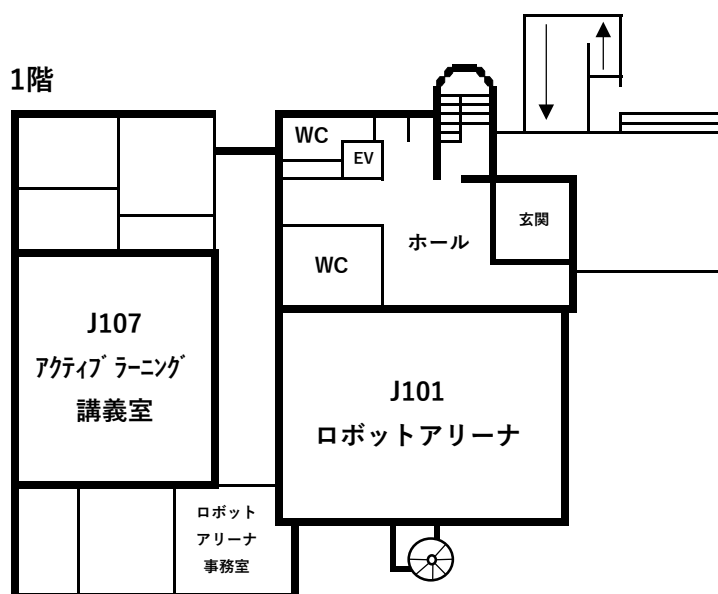 1階
WC
EV
玄関
ホール
WC
J107
ｱｸﾃｨﾌﾞﾗｰﾆﾝｸﾞ
講義室
J101
ロボットアリーナ
ロボット
アリーナ
事務室